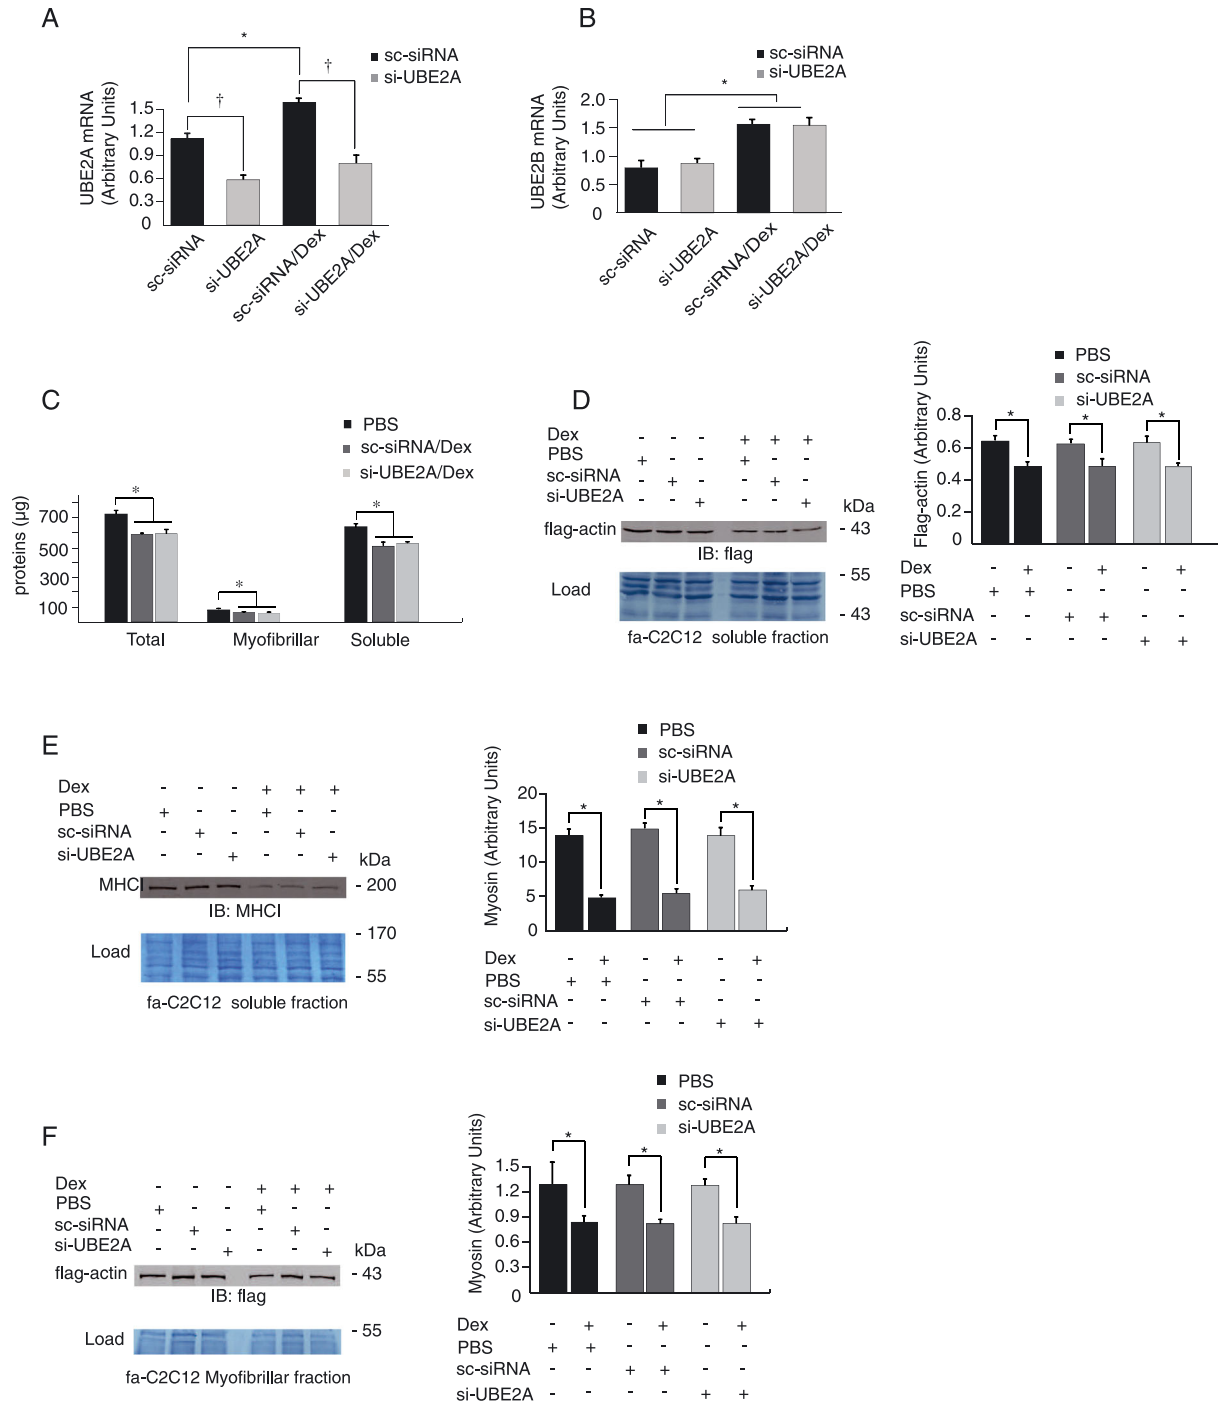 A
sc-siRNA
si-UBE2A
*
†
†
UBE2A mRNA
(Arbitrary Units)
1.5
1.2
0.9
0.6
0.3
0
sc-siRNA
si-UBE2A
sc-siRNA/Dex
si-UBE2A/Dex
B
sc-siRNA
si-UBE2A
*
UBE2B mRNA
(Arbitrary Units)
2.0
1.5
1.0
0.5
0
sc-siRNA
si-UBE2A
sc-siRNA/Dex
si-UBE2A/Dex
C
PBS
sc-siRNA/Dex
si-UBE2A/Dex
proteins (µg)
700
500
300
100
* * *
Total Myofibrillar Soluble
D
Dex - - - + + +
PBS + - - + - -
sc-siRNA - + - - + -
si-UBE2A - - + - - +
kDa
flag-actin - 43
IB: flag
Load - 55
- 43
fa-C2C12 soluble fraction
PBS
sc-siRNA
si-UBE2A
Flag-actin (Arbitrary Units)
0.8
0.6
0.4
0.2
0
* * *
Dex - + - + - +
PBS + + - - - -
sc-siRNA - - + + - -
si-UBE2A - - - - + +
E
Dex - - - + + +
PBS + - - + - -
sc-siRNA - + - - + -
si-UBE2A - - + - - +
kDa
MHCI - 200
IB: MHCI
Load - 170
- 55
fa-C2C12 soluble fraction
PBS
sc-siRNA
si-UBE2A
Myosin (Arbitrary Units)
20
15
10
5
0
* * *
Dex - + - + - +
PBS + + - - - -
sc-siRNA - - + + - -
si-UBE2A - - - - + +
F
Dex - - - + + +
PBS + - - + - -
sc-siRNA - + - - + -
si-UBE2A - - + - - +
kDa
flag-actin - 43
IB: flag
Load - 55
fa-C2C12 Myofibrillar fraction
PBS
sc-siRNA
si-UBE2A
Myosin (Arbitrary Units)
1.5
1.2
0.9
0.6
0.3
0
* * *
Dex - + - + - +
PBS + + - - - -
sc-siRNA - - + + - -
si-UBE2A - - - - + +